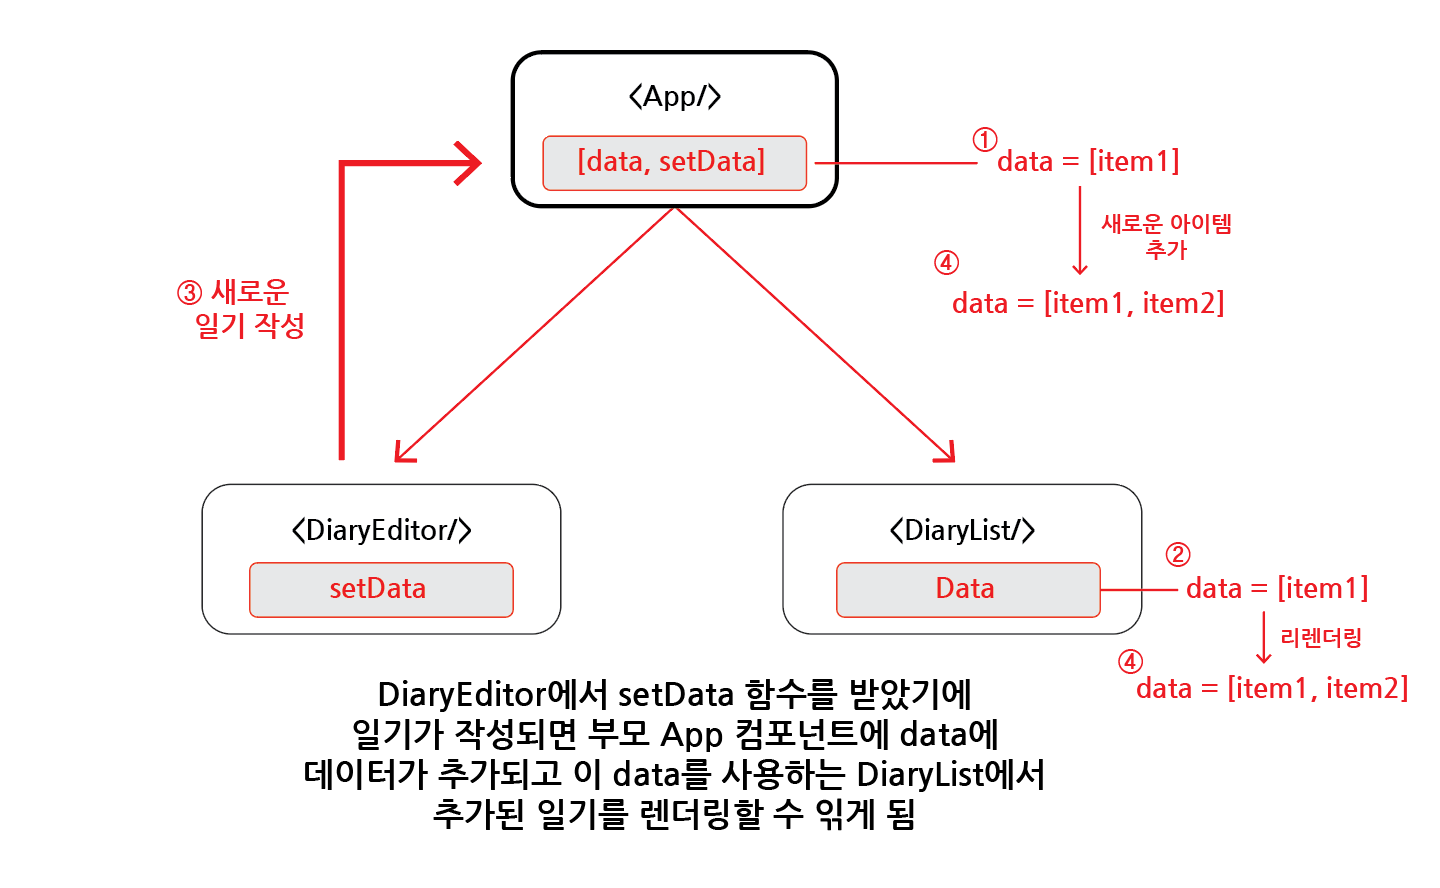 <App/>
[data, setData]
①
data = [item1]
새로운 아이템
추가
④
data = [item1, item2]
③ 새로운
일기 작성
<DiaryEditor/>
setData
<DiaryList/>
Data
②
data = [item1]
리렌더링
④
data = [item1, item2]
DiaryEditor에서 setData 함수를 받았기에
일기가 작성되면 부모 App 컴포넌트에 data에
데이터가 추가되고 이 data를 사용하는 DiaryList에서
추가된 일기를 렌더링할 수 읶게 됨